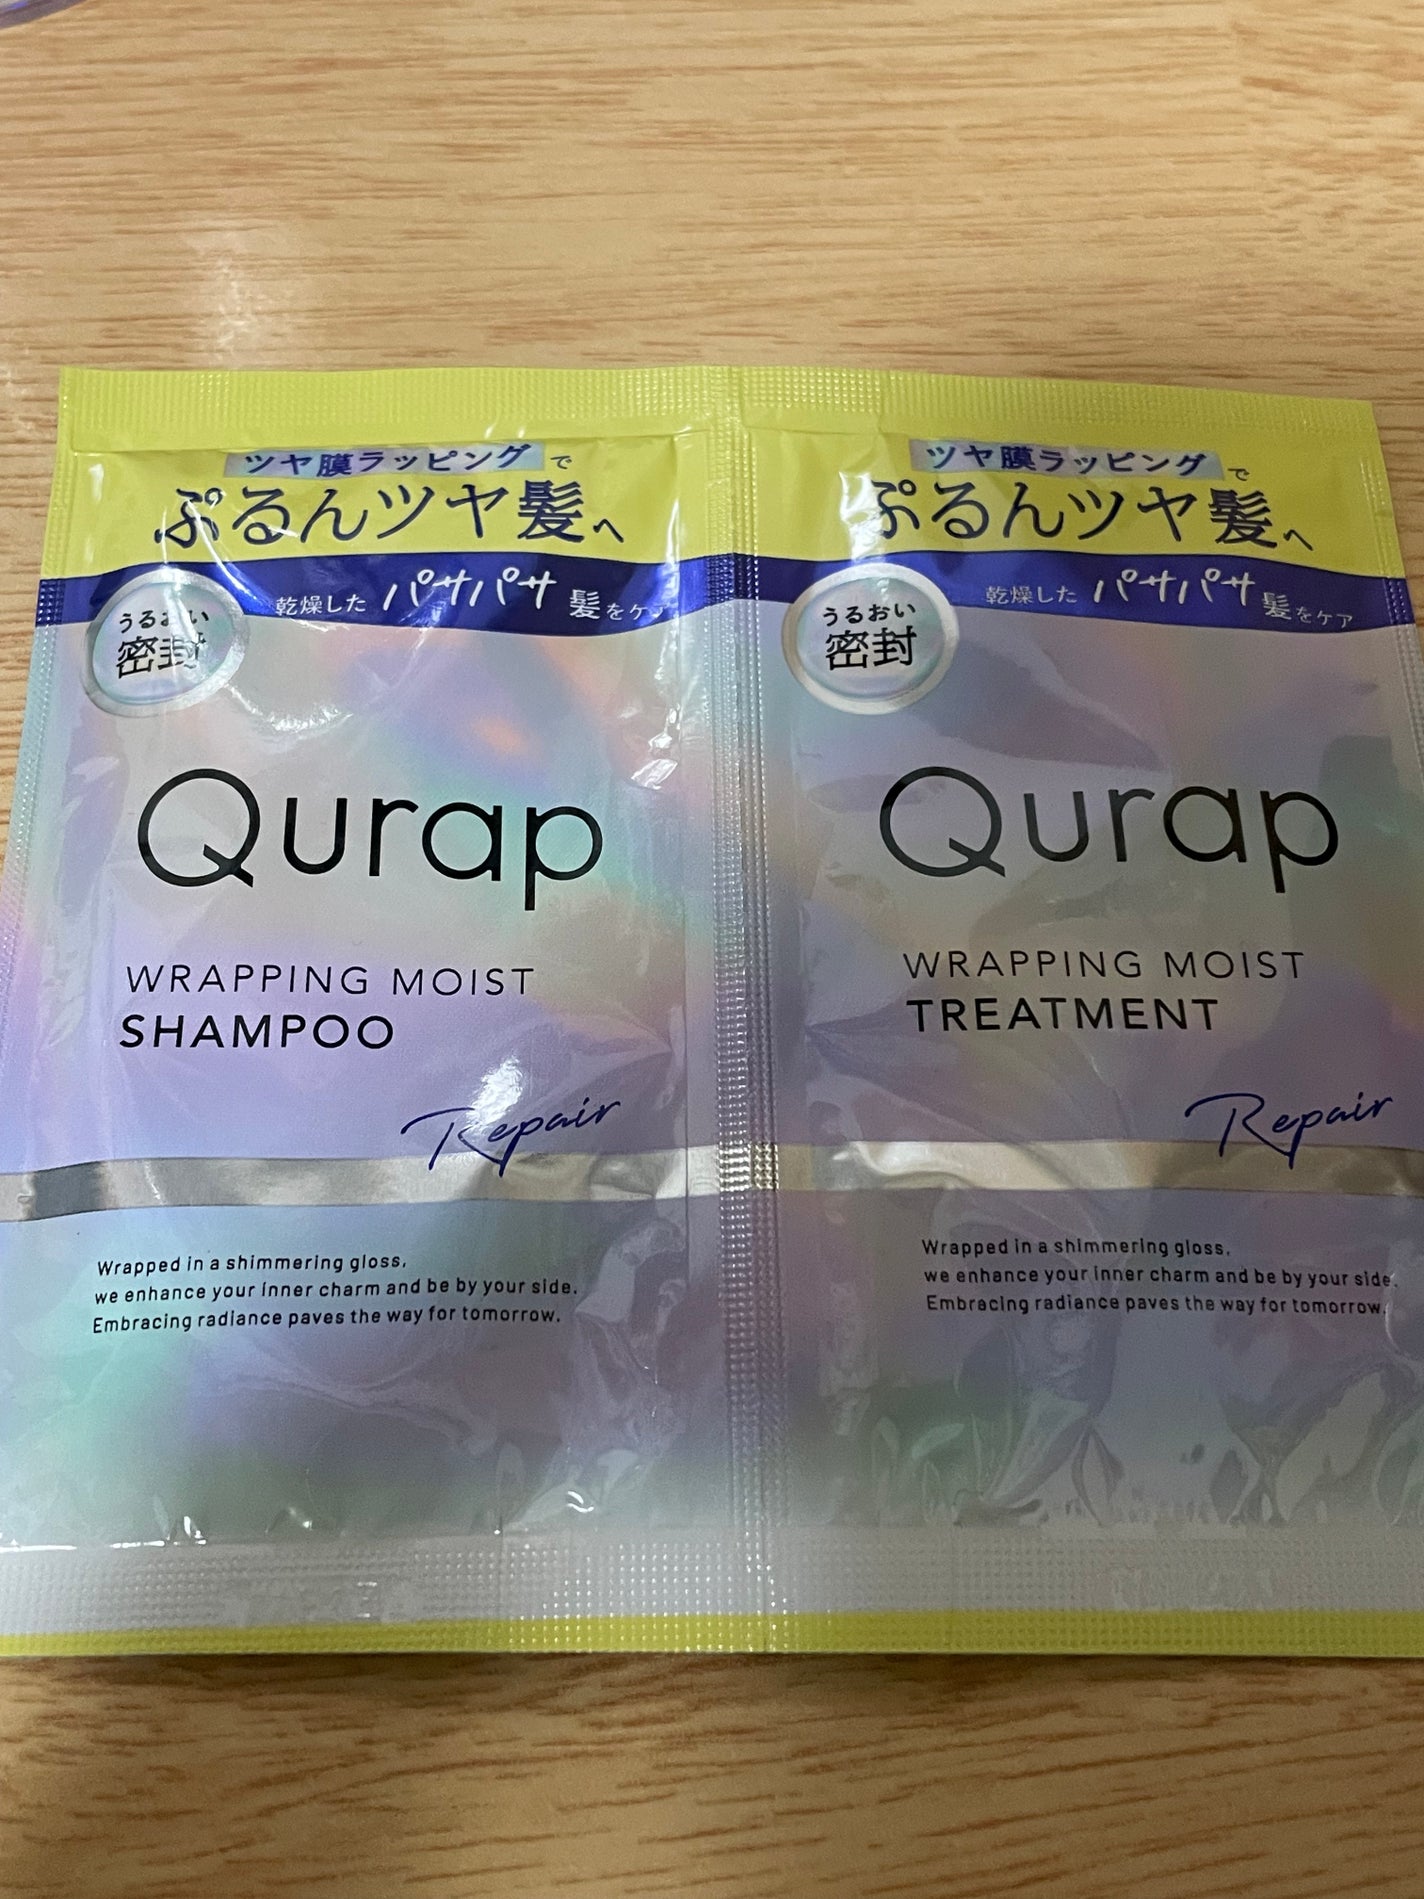 ツヤ膜ラッピングで
ぷるんツヤ髪へ
乾燥した パサパサ 髪をケア
うるおい
密封
Qurap
WRAPPING MOIST
SHAMPOO
Repair
Wrapped in a shimmering gloss,
we enhance your inner charm and be by your side.
Embracing radiance paves the way for tomorrow.
ツヤ膜ラッピングで
ぷるんツヤ髪へ
乾燥した パサパサ 髪をケア
うるおい
密封
Qurap
WRAPPING MOIST
TREATMENT
Repair
Wrapped in a shimmering gloss,
we enhance your inner charm and be by your side.
Embracing radiance paves the way for tomorrow.